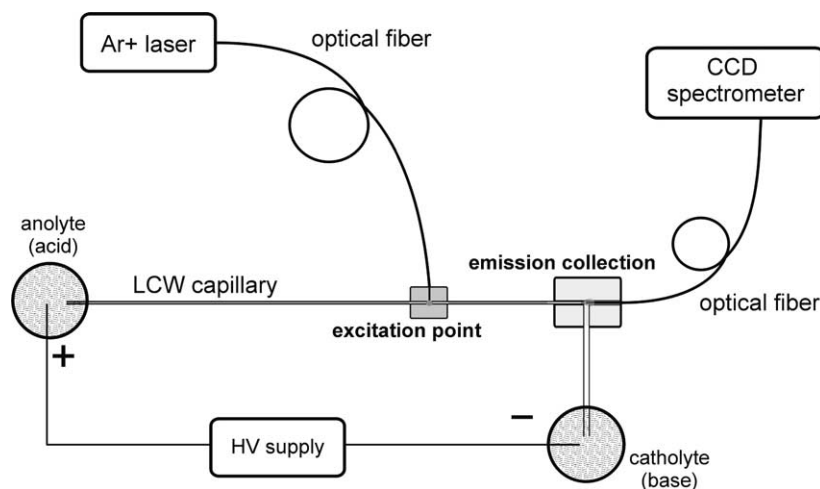 Ar+ laser
optical fiber
CCD
spectrometer
anolyte
(acid)
LCW capillary
emission collection
excitation point
optical fiber
+
−
HV supply
catholyte
(base)